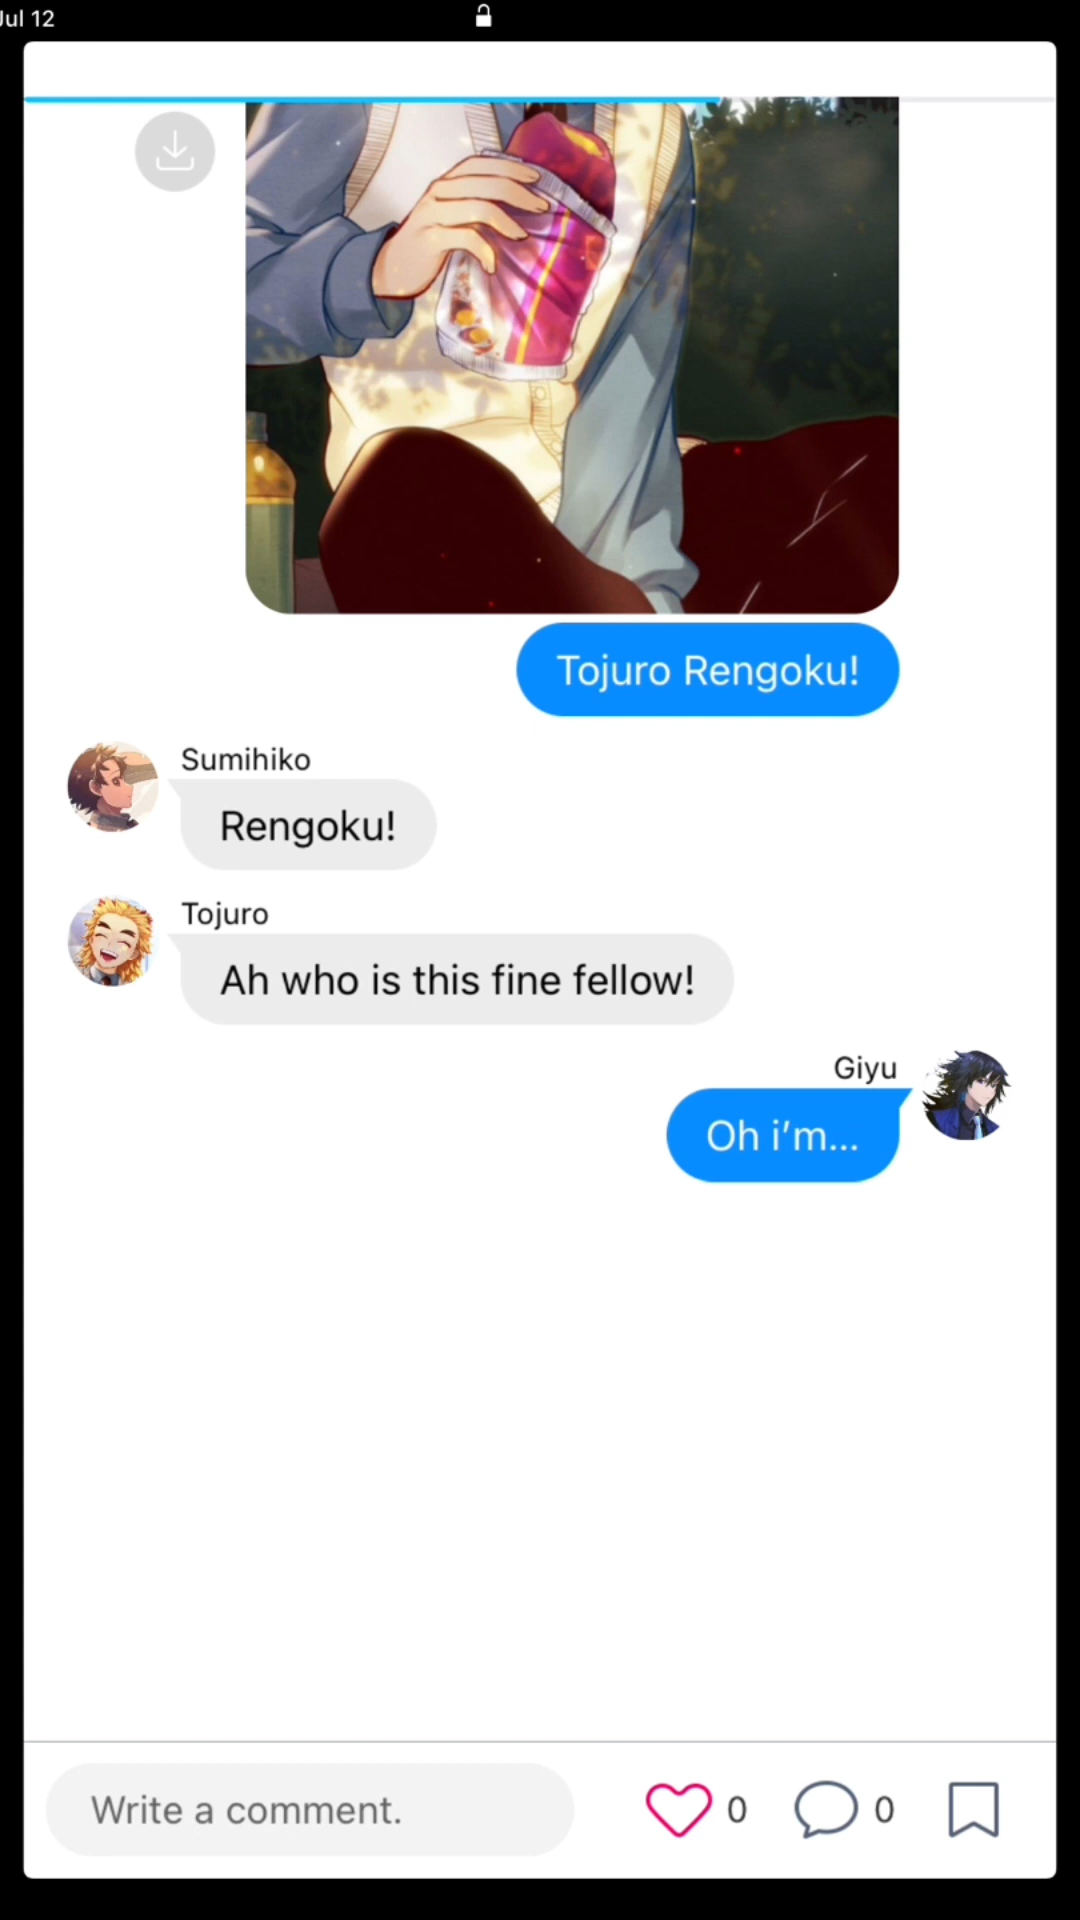 Jul 12
Tojuro Rengoku!
Sumihiko
Rengoku!
Tojuro
Ah who is this fine fellow!
Giyu
Oh i'm...
Write a comment.
0
0